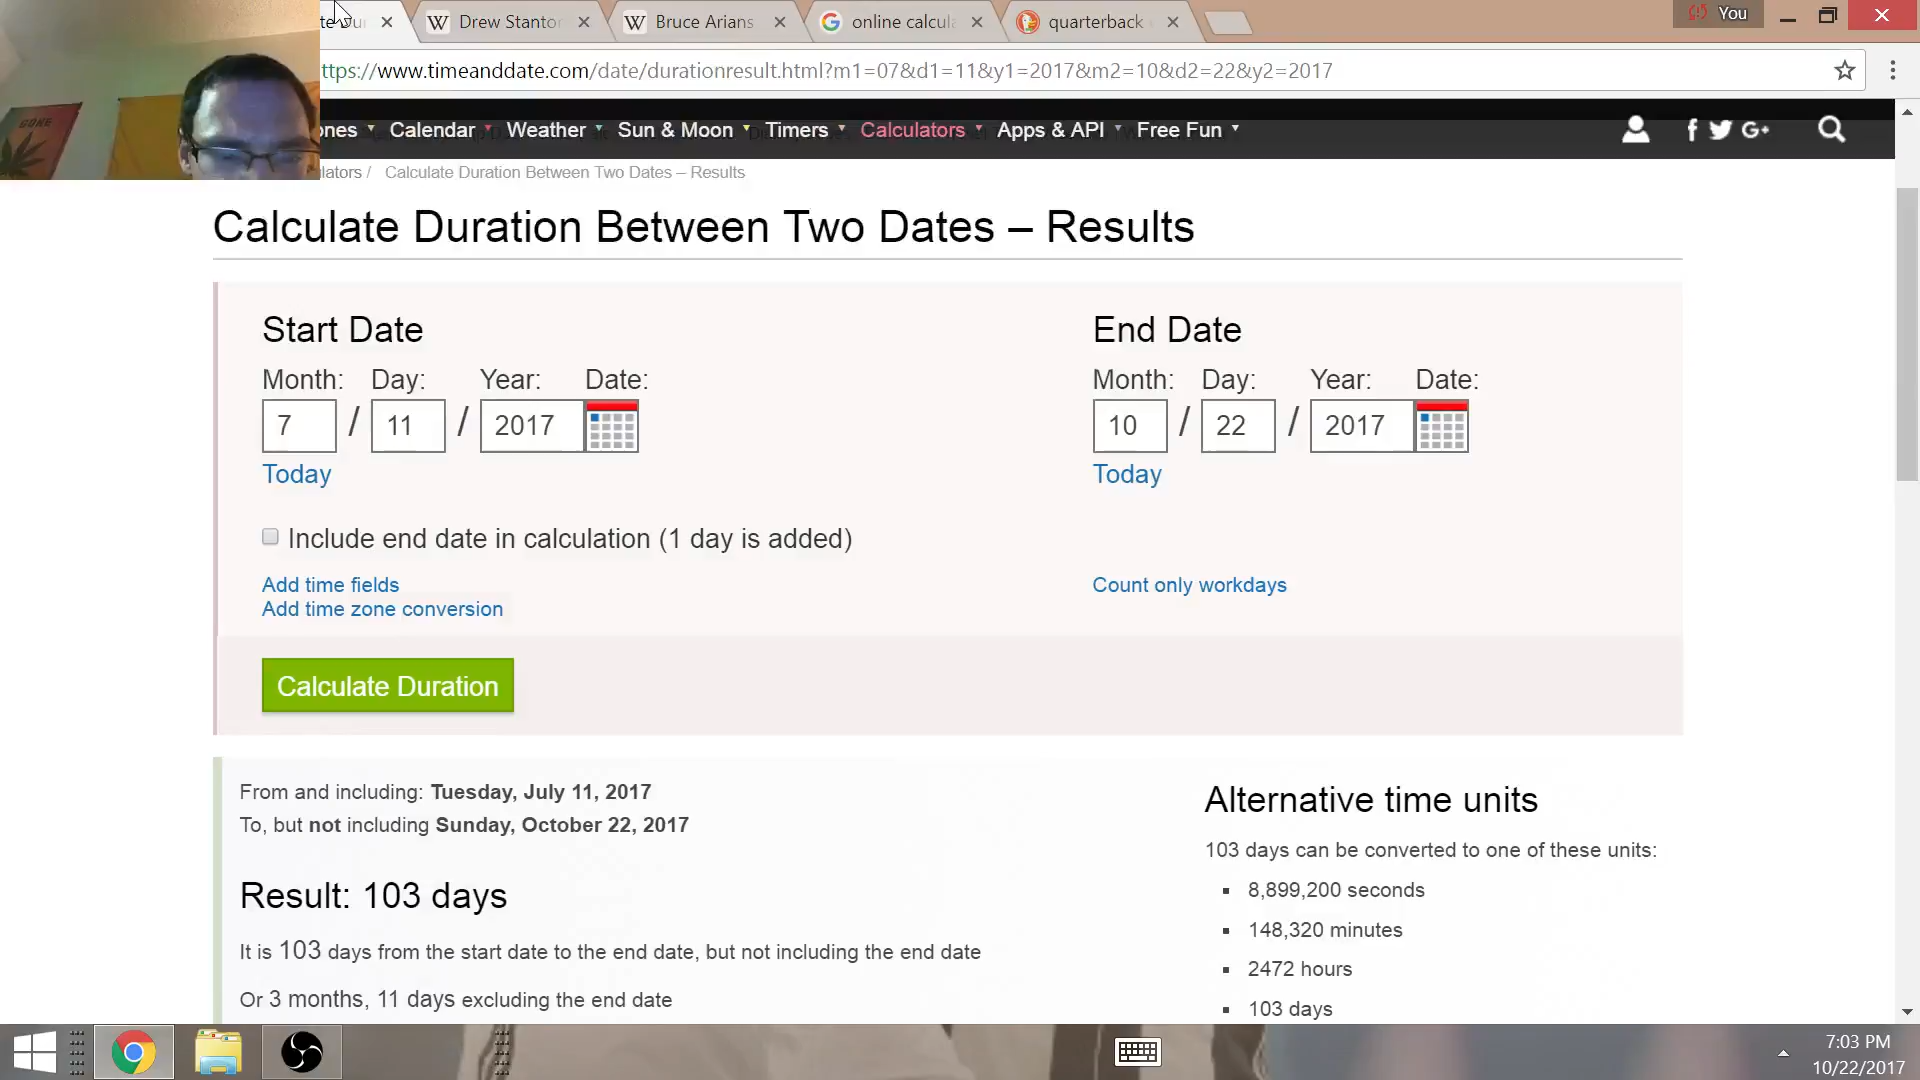 Drew Stanto
Bruce Arians
online calcula
quarterback
You
ttps://www.timeanddate.com/date/durationresult.html?m1=07&d1=11&y1=2017&m2=10&d2=22&y2=2017
ones Calendar Weather Sun & Moon Timers Calculators Apps & API Free Fun
lators / Calculate Duration Between Two Dates – Results
Calculate Duration Between Two Dates – Results
Start Date
End Date
Month: Day: Year: Date:
Month: Day: Year: Date:
7 / 11 / 2017
10 / 22 / 2017
Today
Today
Include end date in calculation (1 day is added)
Add time fields
Count only workdays
Add time zone conversion
Calculate Duration
From and including: Tuesday, July 11, 2017
To, but not including Sunday, October 22, 2017
Result: 103 days
It is 103 days from the start date to the end date, but not including the end date
Or 3 months, 11 days excluding the end date
Alternative time units
103 days can be converted to one of these units:
8,899,200 seconds
148,320 minutes
2472 hours
103 days
7:03 PM
10/22/2017